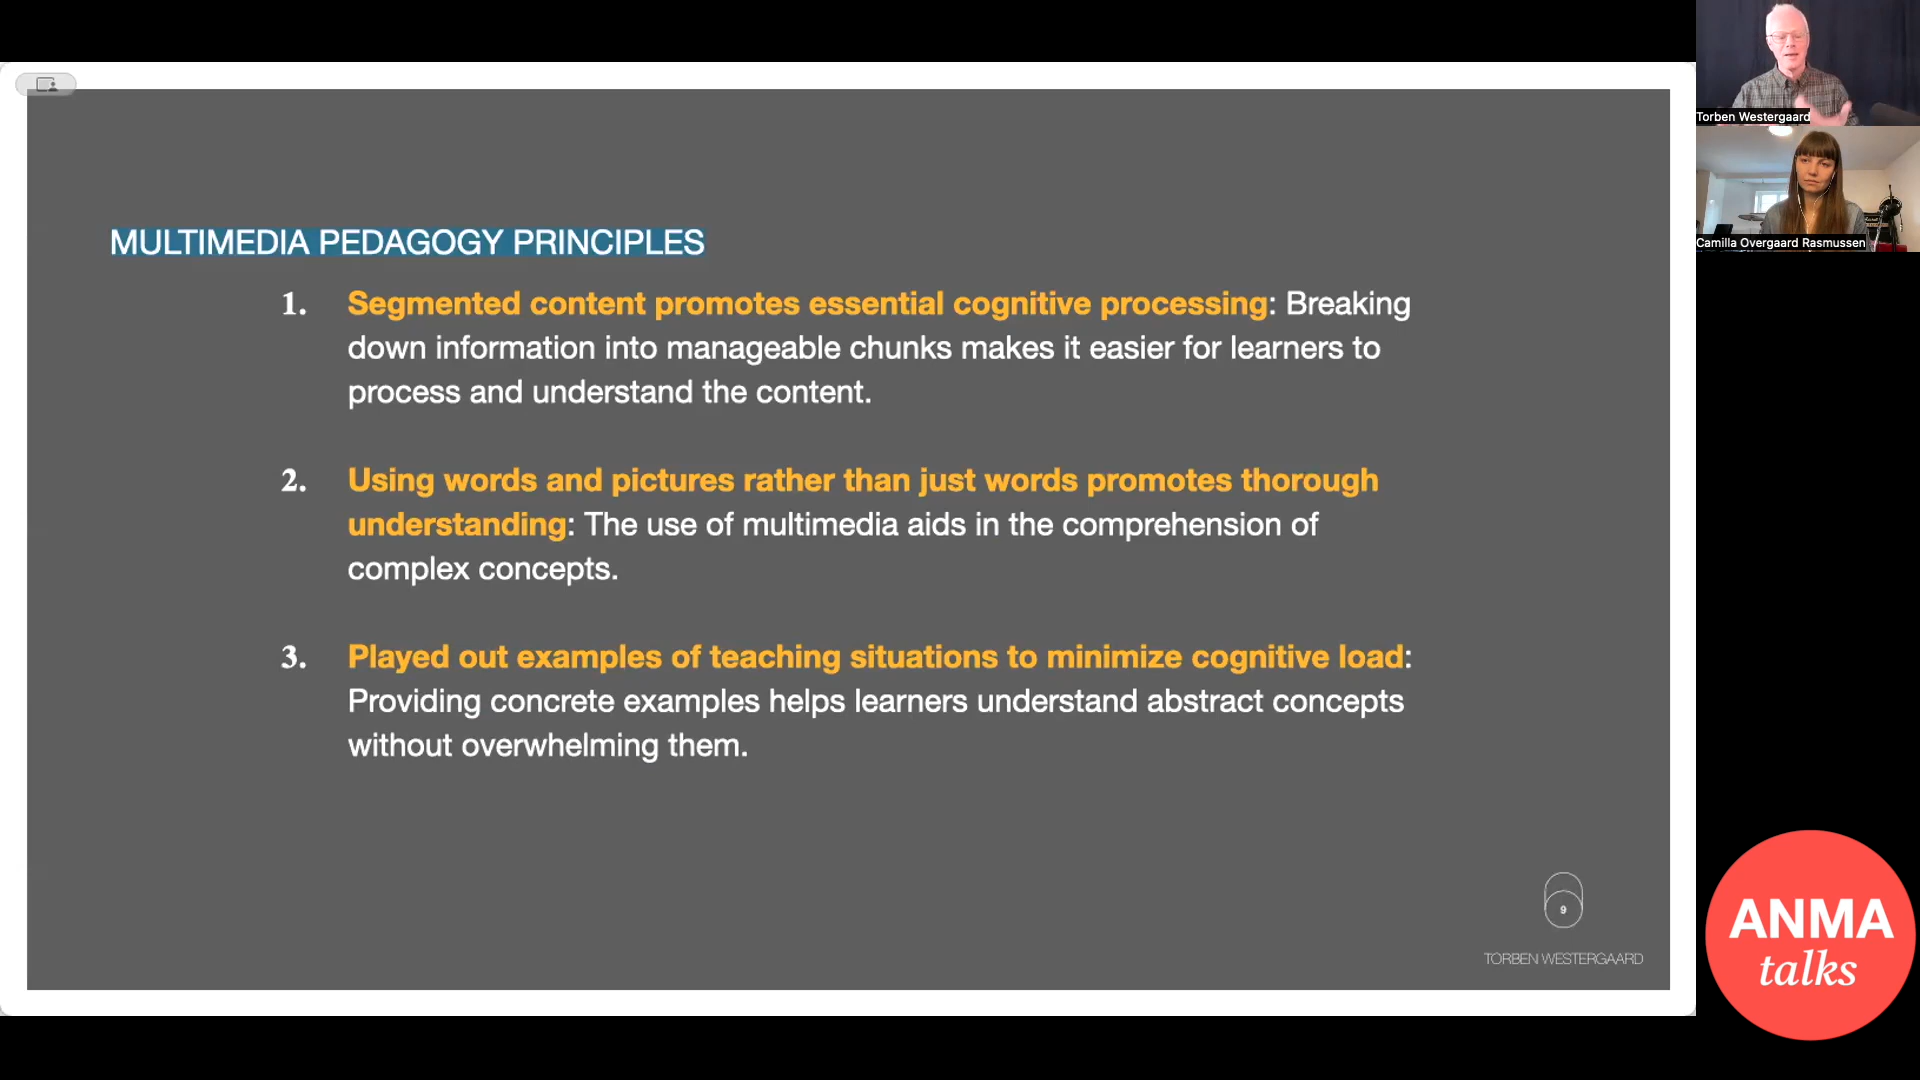 Torben Westergaard
Camilla Overgaard Rasmussen
MULTIMEDIA PEDAGOGY PRINCIPLES
1. Segmented content promotes essential cognitive processing: Breaking
down information into manageable chunks makes it easier for learners to
process and understand the content.
2. Using words and pictures rather than just words promotes thorough
understanding: The use of multimedia aids in the comprehension of
complex concepts.
3. Played out examples of teaching situations to minimize cognitive load:
Providing concrete examples helps learners understand abstract concepts
without overwhelming them.
9
TORBEN WESTERGAARD
ANMA
talks